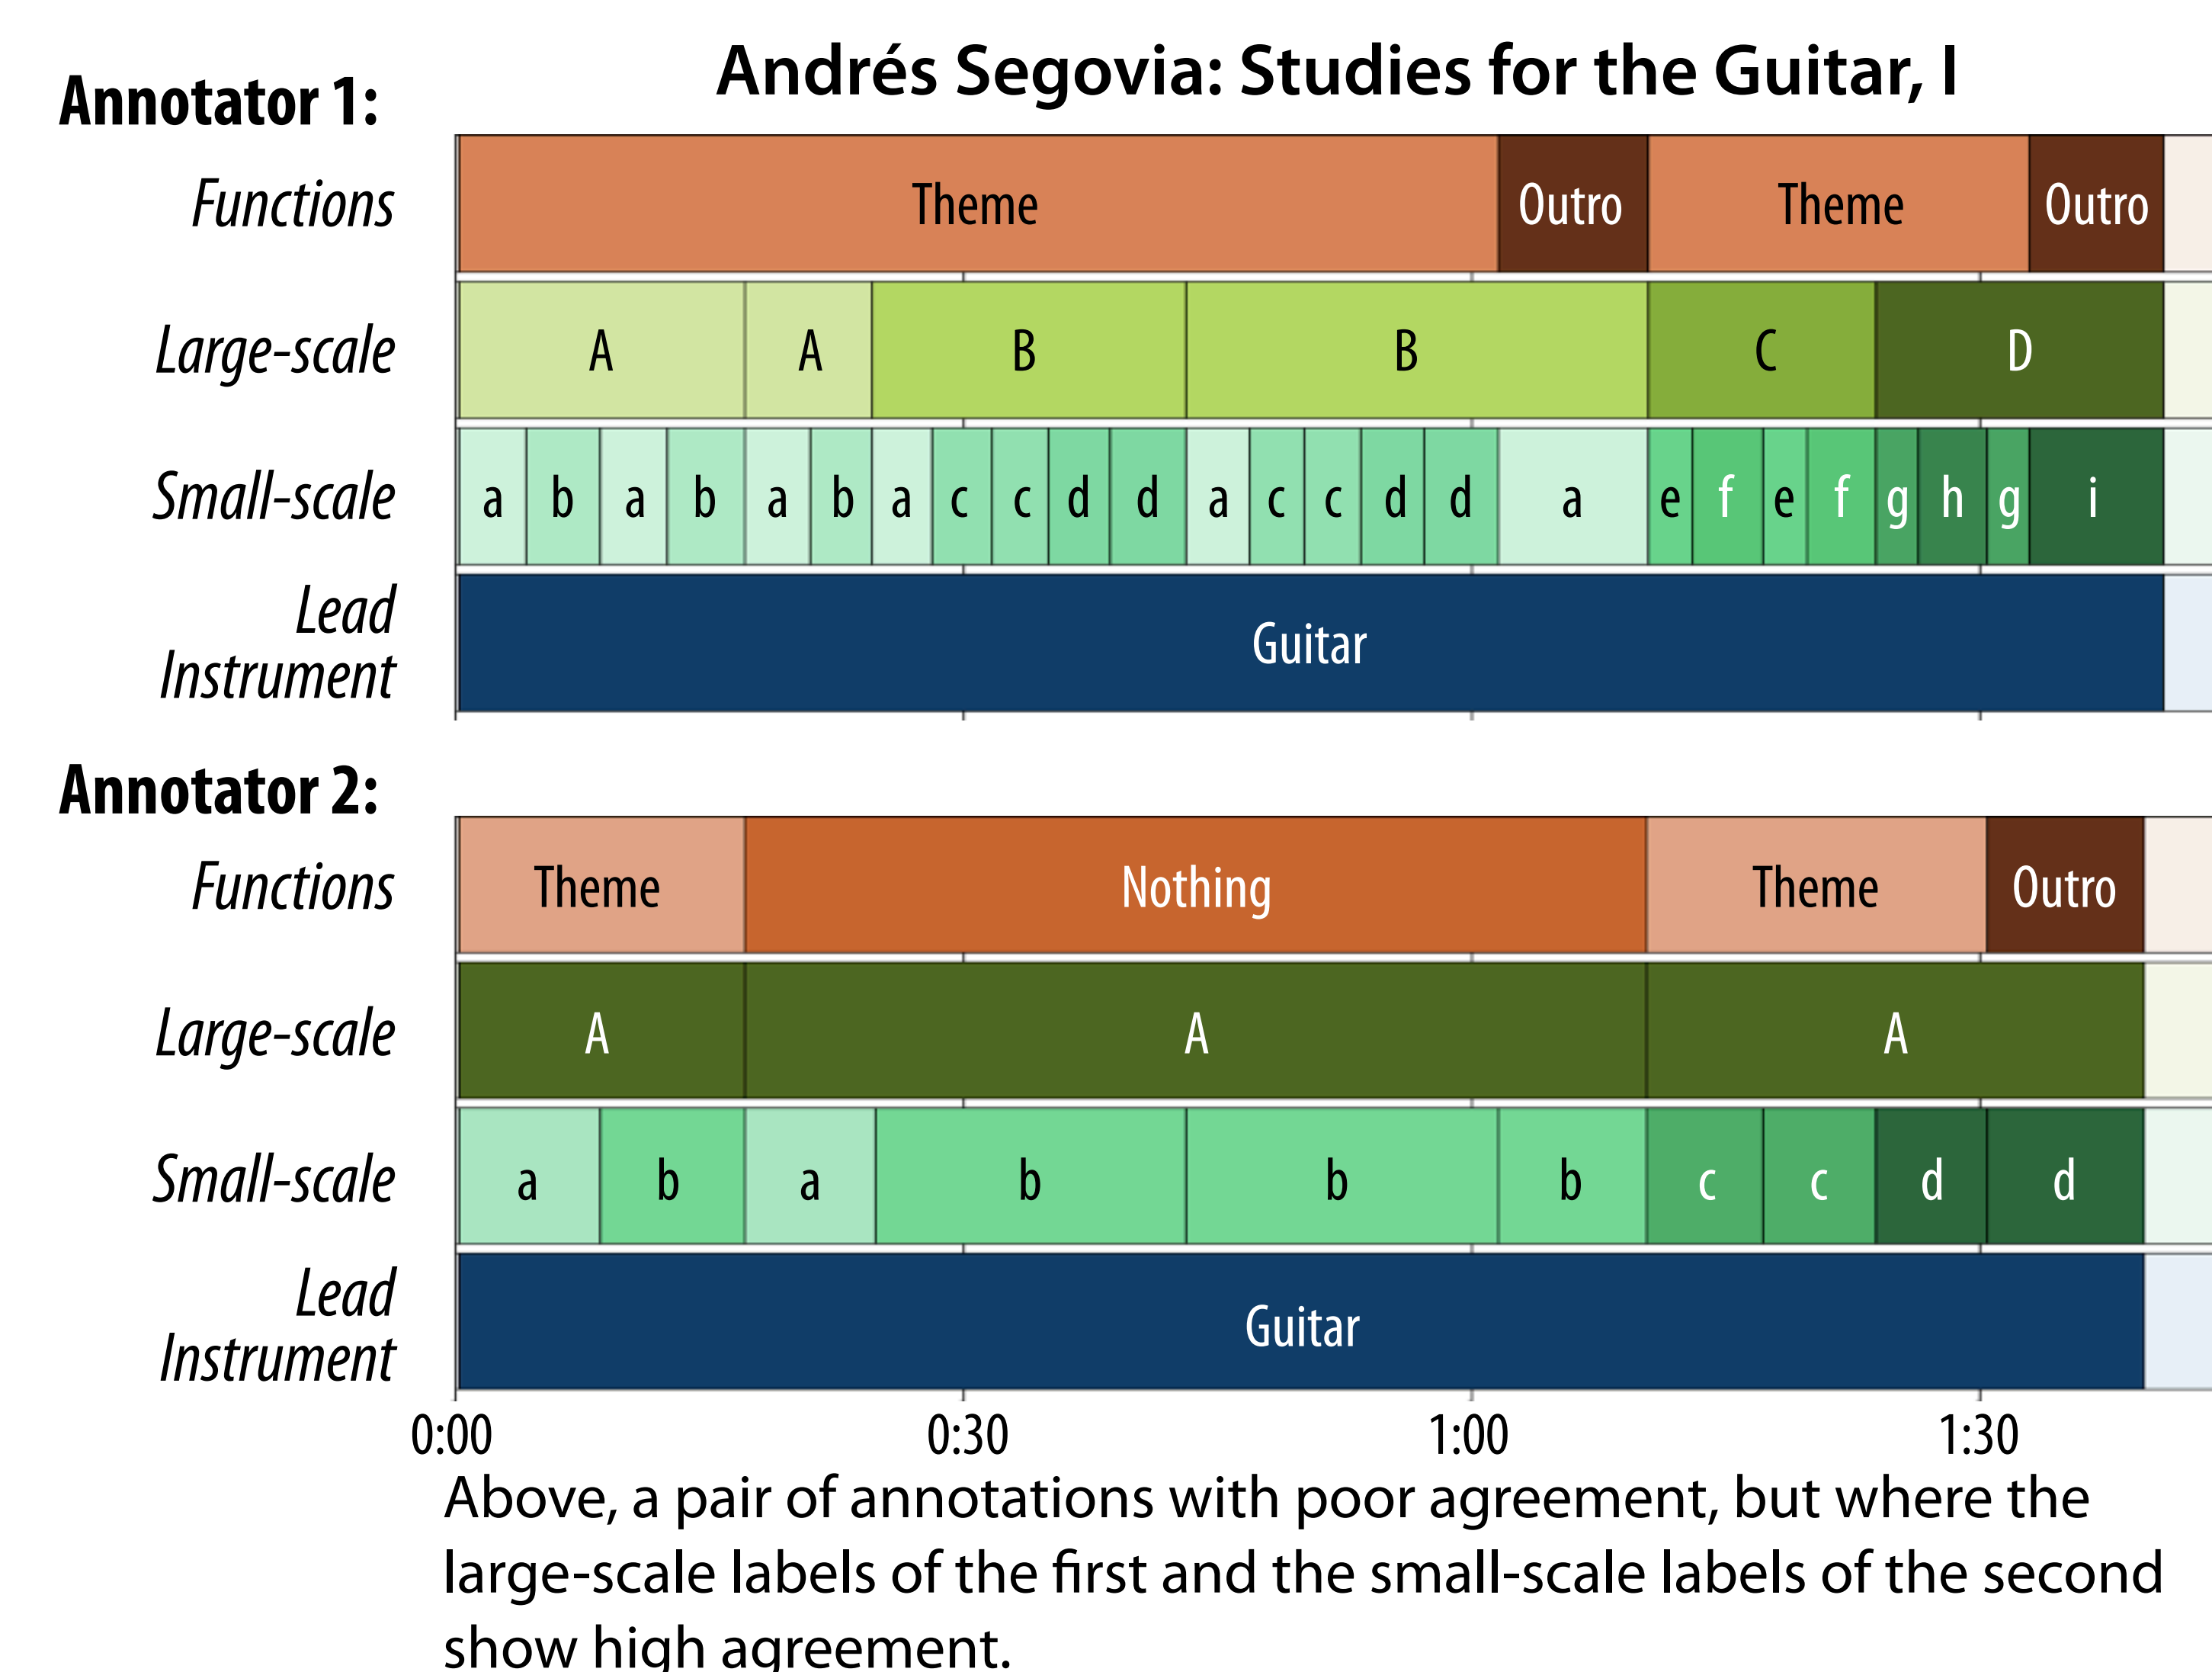 Andrés Segovia: Studies for the Guitar, I
Annotator 1:
Functions
Theme Outro Theme Outro
Large-scale
A A B B C D
Small-scale
a b a b a b a c c d d a c c d d a e f e f g h g i
Lead
Instrument
Guitar
Annotator 2:
Functions
Theme Nothing Theme Outro
Large-scale
A A A
Small-scale
a b a b b b c c d d
Lead
Instrument
Guitar
0:00 0:30 1:00 1:30
Above, a pair of annotations with poor agreement, but where the
large-scale labels of the first and the small-scale labels of the second
show high agreement.